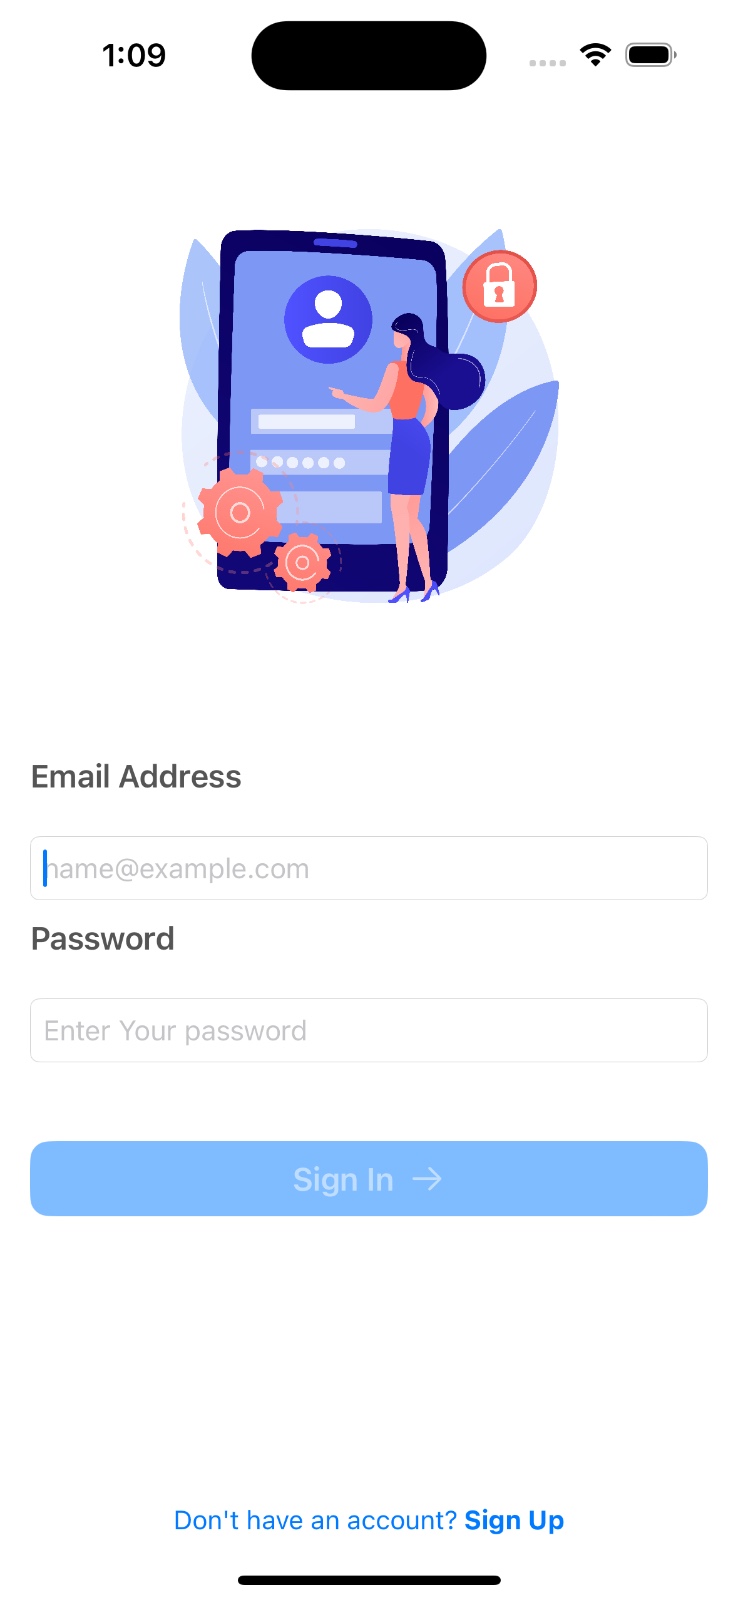 1:09
Email Address
name@example.com
Password
Enter Your password
Sign In →
Don't have an account? Sign Up